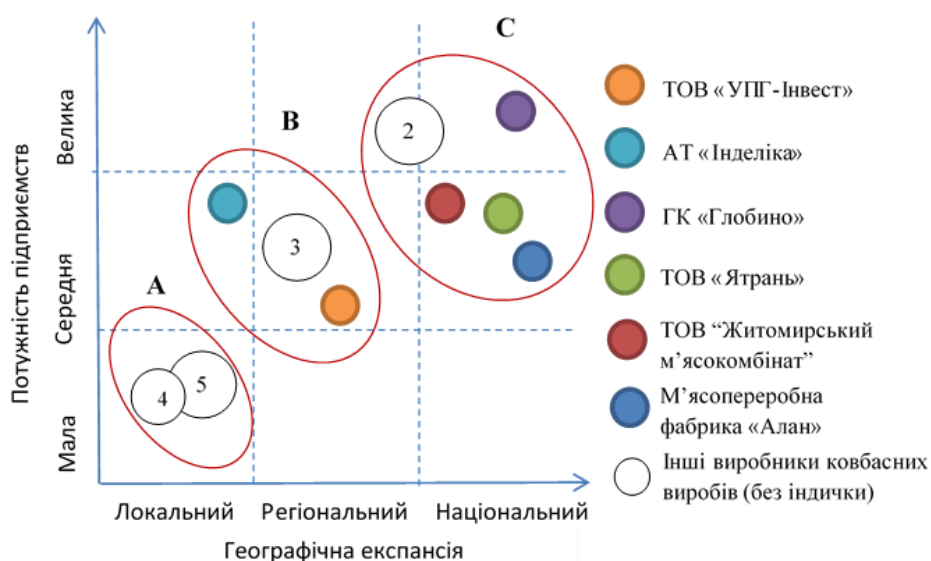 A
B
C
2
3
4
5
Потужність підприємств
Велика
Середня
Мала
Локальний
Регіональний
Національний
Географічна експансія
ТОВ «УПГ-Інвест»
АТ «Інделіка»
ГК «Глобино»
ТОВ «Ятрань»
ТОВ “Житомирський
м’ясокомбінат”
М’ясопереробна
фабрика «Алан»
Інші виробники ковбасних
виробів (без індички)